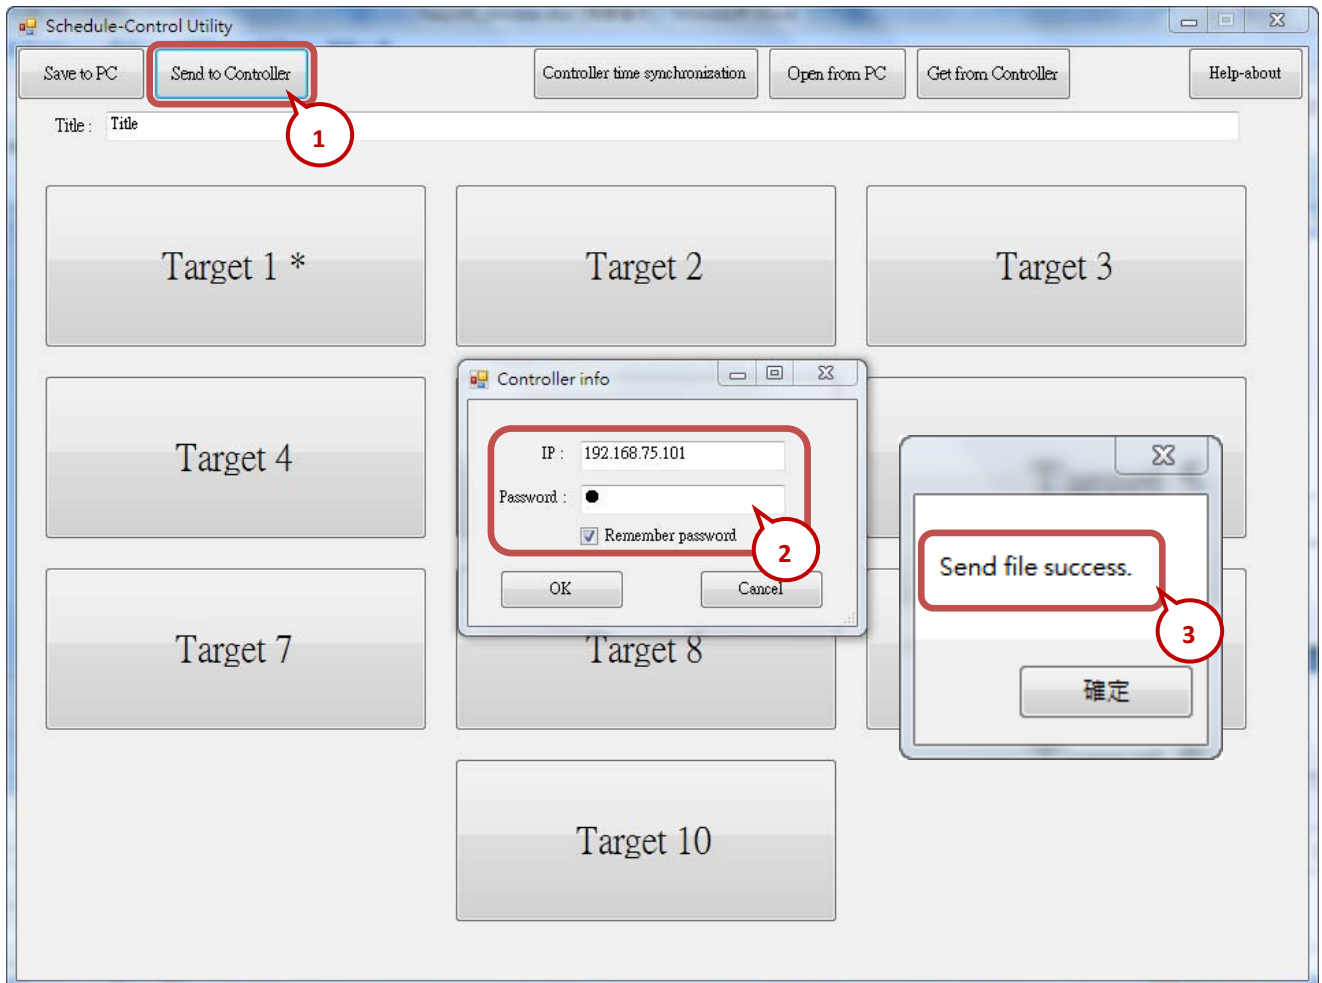 Schedule-Control Utility
Save to PC Send to Controller Controller time synchronization Open from PC Get from Controller Help-about
Title : Title
1
Target 1 * Target 2 Target 3
Controller info
IP : 192.168.75.101
Password : ●
Remember password
2
OK Cancel
Target 4
Send file success.
3
確定
Target 7 Target 8
Target 10